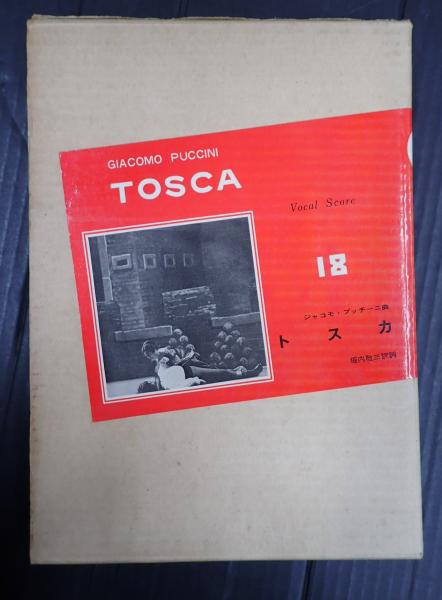 GIACOMO PUCCINI
TOSCA
Vocal Score
18
ジャコモ・プッチーニ曲
トスカ
堀内敬三訳詞